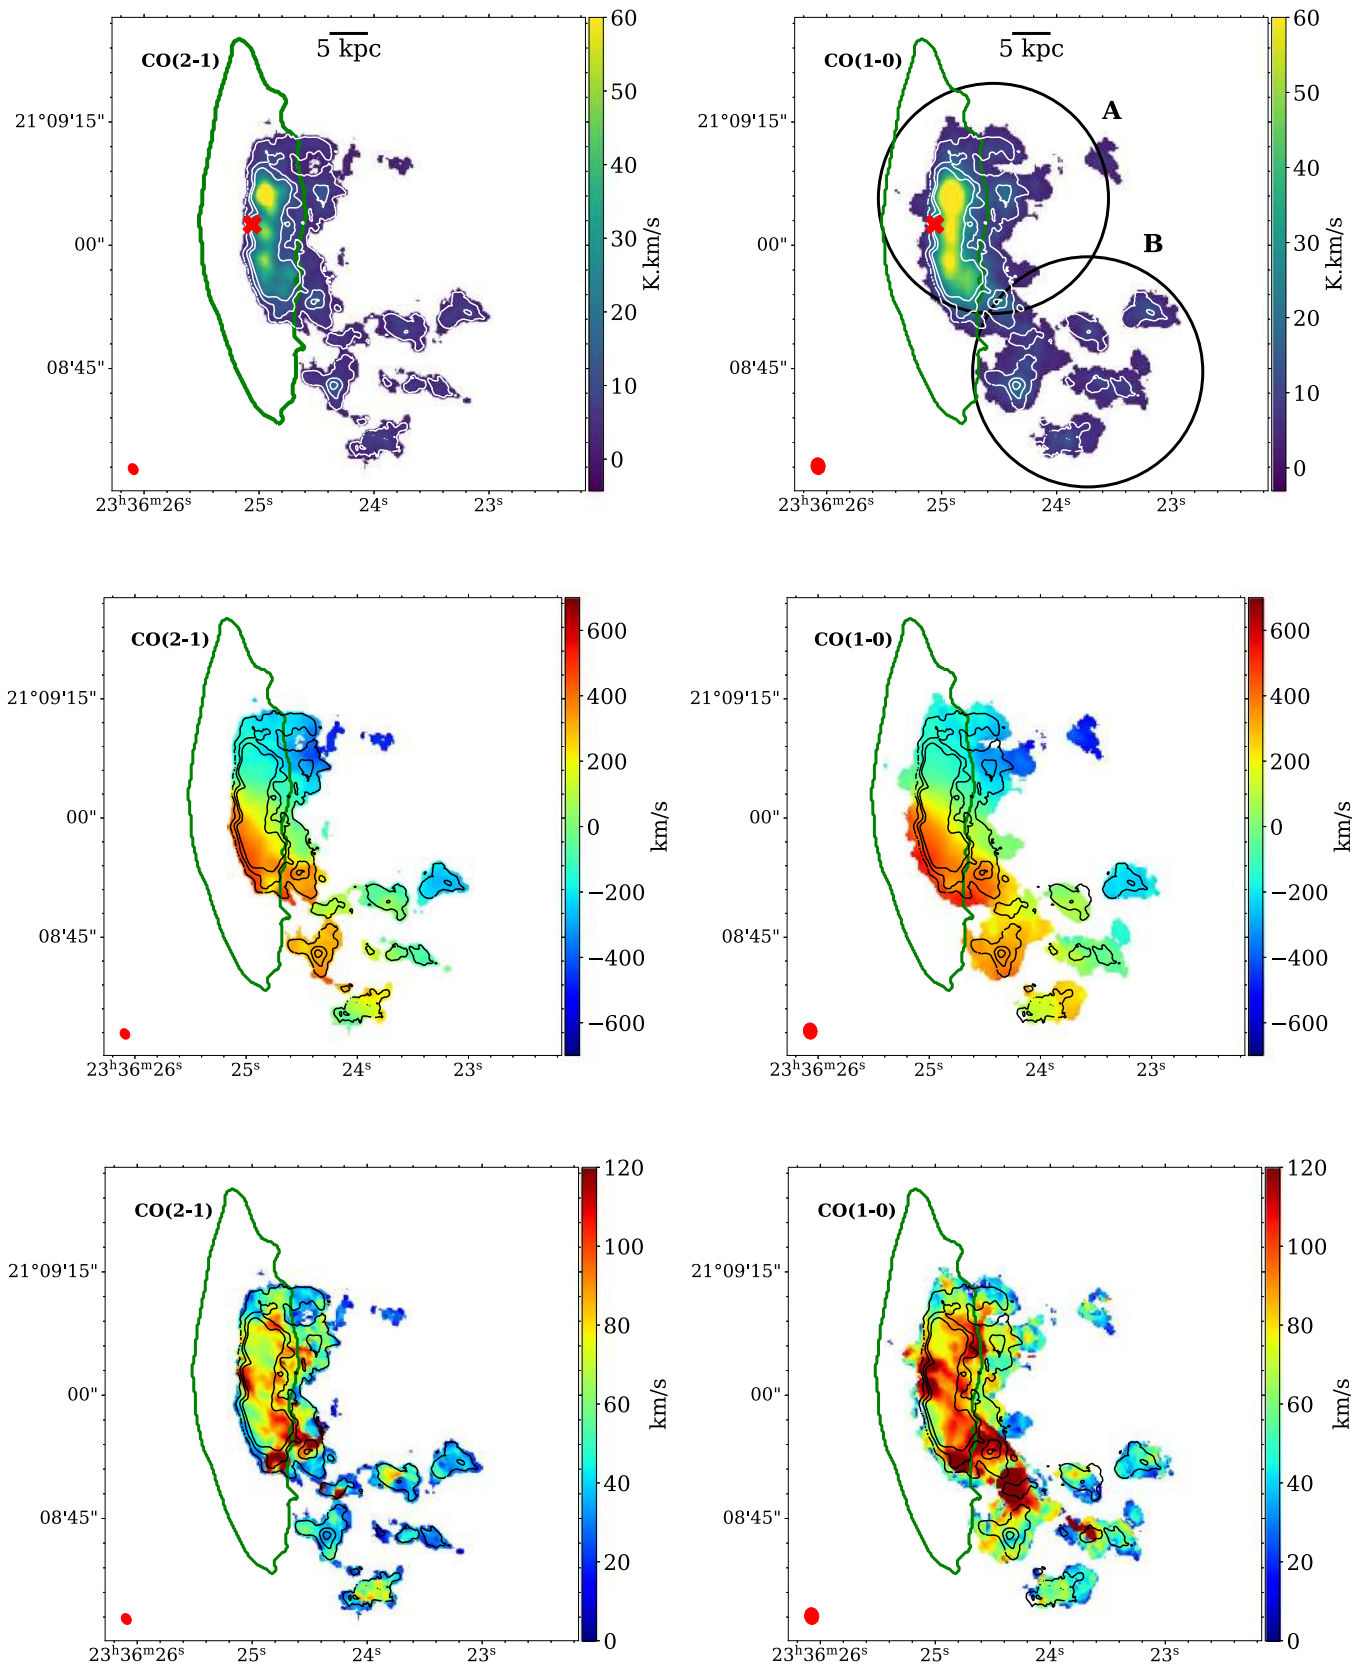 CO(2-1)
5 kpc
21°09'15"
00"
08'45"
23ʰ36ᵐ26ˢ
25ˢ
24ˢ
23ˢ
60
50
40
30
20
10
0
K.km/s
CO(1-0)
5 kpc
A
B
23ʰ36ᵐ26ˢ
25ˢ
24ˢ
23ˢ
60
50
40
30
20
10
0
K.km/s
CO(2-1)
21°09'15"
00"
08'45"
23ʰ36ᵐ26ˢ
25ˢ
24ˢ
23ˢ
600
400
200
0
−200
−400
−600
km/s
CO(1-0)
21°09'15"
00"
08'45"
23ʰ36ᵐ26ˢ
25ˢ
24ˢ
23ˢ
600
400
200
0
−200
−400
−600
km/s
CO(2-1)
21°09'15"
00"
08'45"
23ʰ36ᵐ26ˢ
25ˢ
24ˢ
23ˢ
120
100
80
60
40
20
0
km/s
CO(1-0)
21°09'15"
00"
08'45"
23ʰ36ᵐ26ˢ
25ˢ
24ˢ
23ˢ
120
100
80
60
40
20
0
km/s
21°09'15"
00"
08'45"